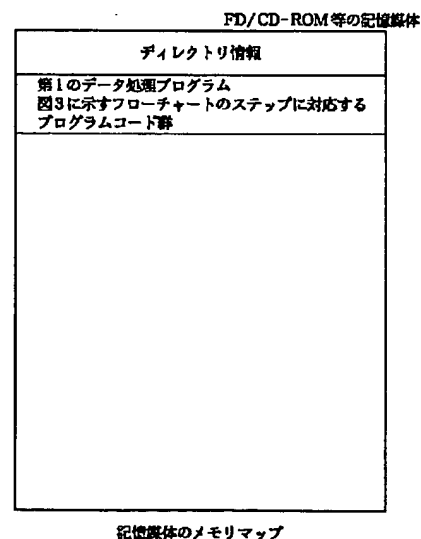 FD/CD-ROM等の記憶媒体
ディレクトリ情報
第1のデータ処理プログラム
図3に示すフローチャートのステップに対応する
プログラムコード群
記憶媒体のメモリマップ